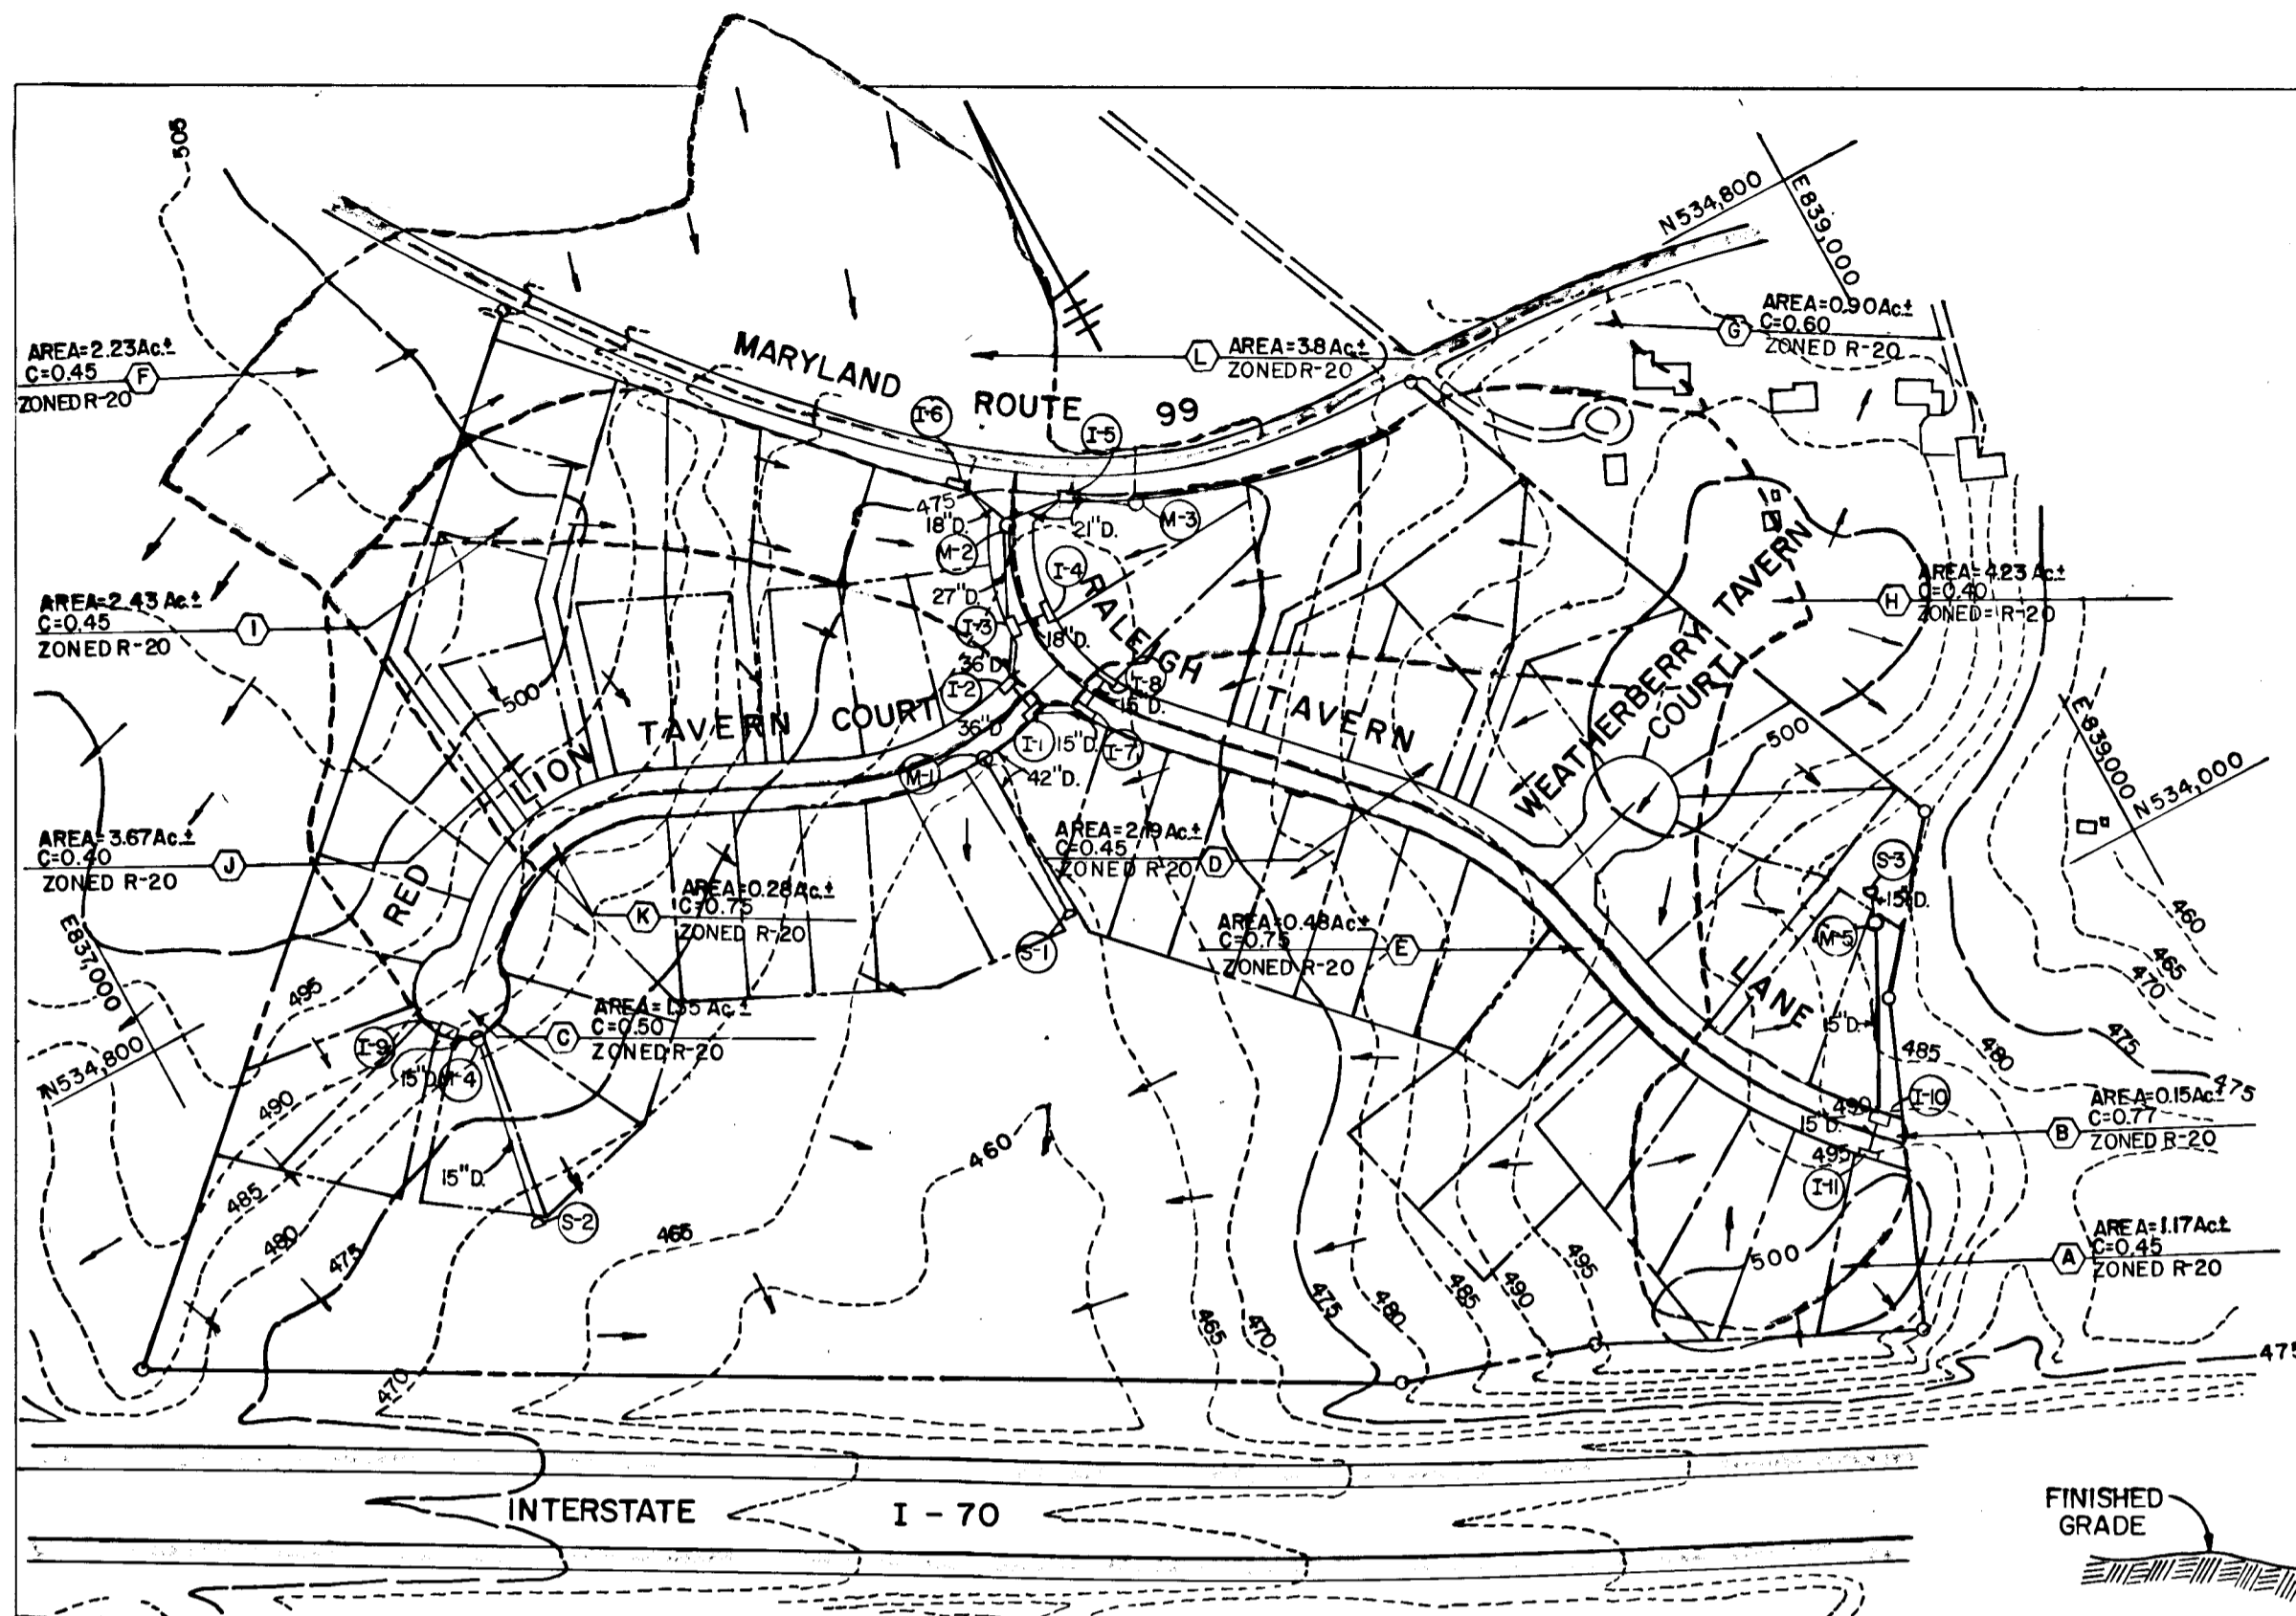 505
N534,800
E839,000
AREA=0.90Ac.±
C=0.60
G
ZONED R-20
AREA=2.23Ac.±
C=0.45
F
ZONED R-20
MARYLAND ROUTE 99
L
AREA=3.8Ac.±
ZONED R-20
I-6
I-5
475
18"D.
21"D.
M-3
M-2
I-4
27"D.
I-3
18"D.
36"D
I-2
I-8
15"D.
36"D
I-1
15"D.
I-7
M-1
42"D.
RALEIGH TAVERN LANE
WEATHERBERRY TAVERN
COURT
AREA=4.23Ac.±
C=0.40
H
ZONED=R-20
AREA=2.43Ac.±
C=0.45
I
ZONED R-20
500
RED LION TAVERN COURT
500
E839,000
N534,000
AREA=3.67Ac.±
C=0.40
J
ZONED R-20
AREA=2.19Ac.±
C=0.45
ZONED R-20
D
S-3
15"D.
M-5
AREA=0.28Ac.±
C=0.75
K
ZONED R-20
AREA=0.48Ac.±
C=0.75
E
ZONED R-20
S-1
460
465
470
E837,000
495
15"D.
AREA=1.35Ac.±
C=0.50
C
ZONED R-20
475
485
480
475
N534,800
I-9
15"D.
M-4
490
490
I-10
15"D.
AREA=0.15Ac.±
C=0.77
B
ZONED R-20
460
495
I-11
15"D.
S-2
485
480
475
465
500
AREA=1.17Ac.±
C=0.45
A
ZONED R-20
470
465
470
475
480
485
490
495
475
INTERSTATE I-70
FINISHED
GRADE